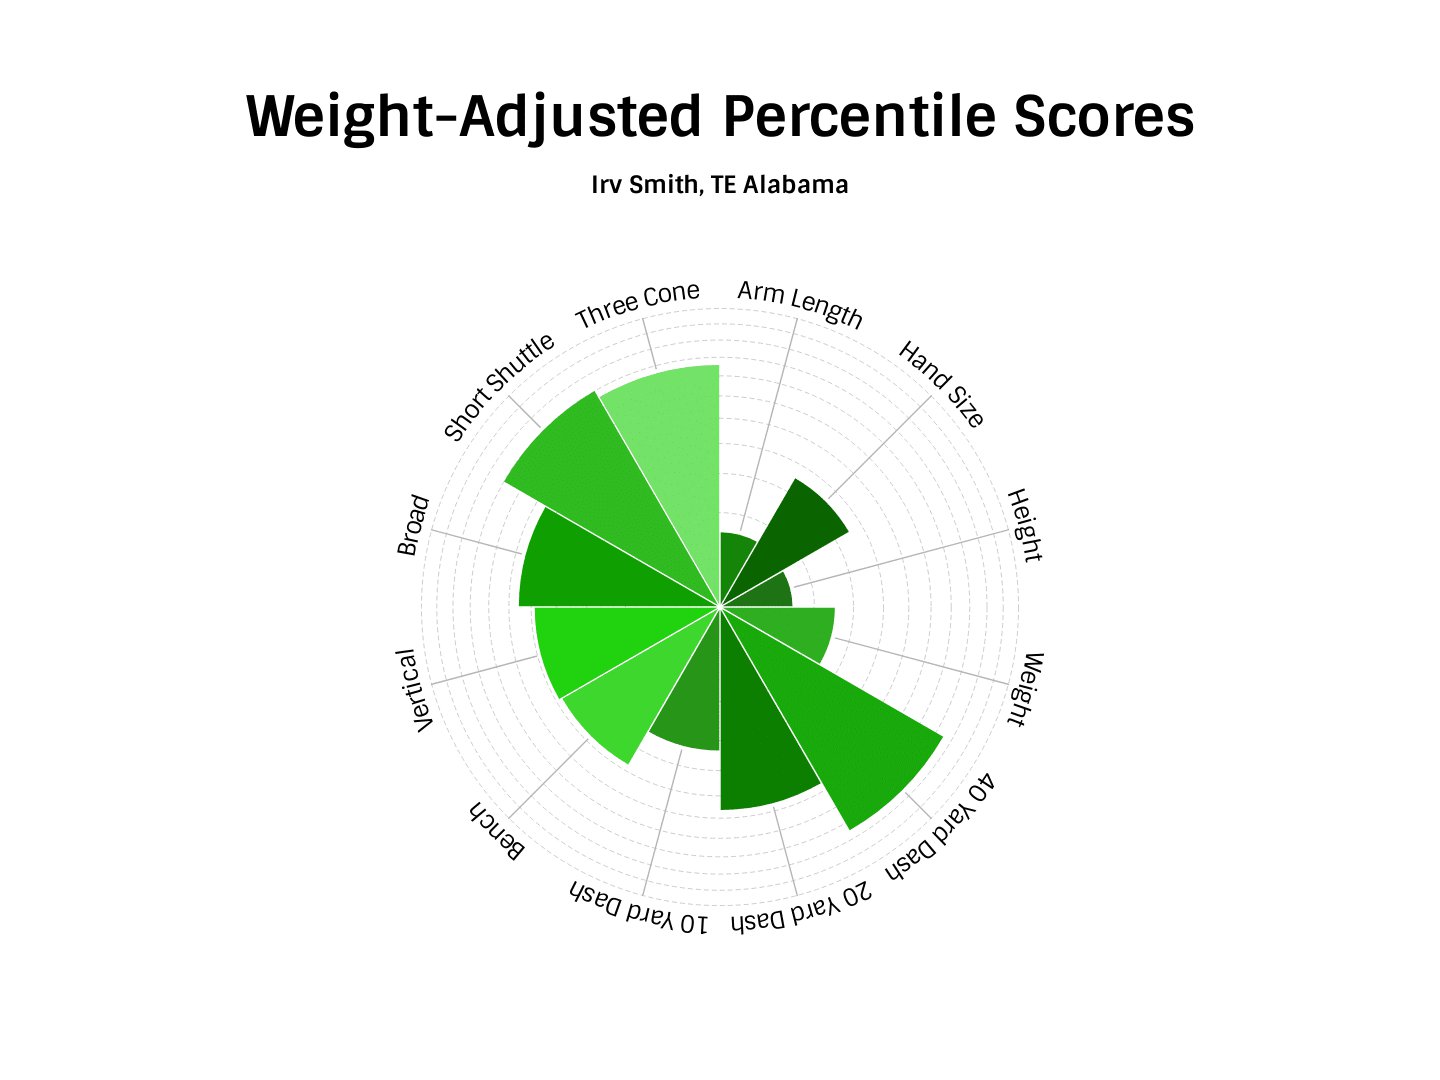 Weight-Adjusted Percentile Scores
Irv Smith, TE Alabama
Arm Length
Hand Size
Height
Weight
40 Yard Dash
20 Yard Dash
10 Yard Dash
Bench
Vertical
Broad
Short Shuttle
Three Cone